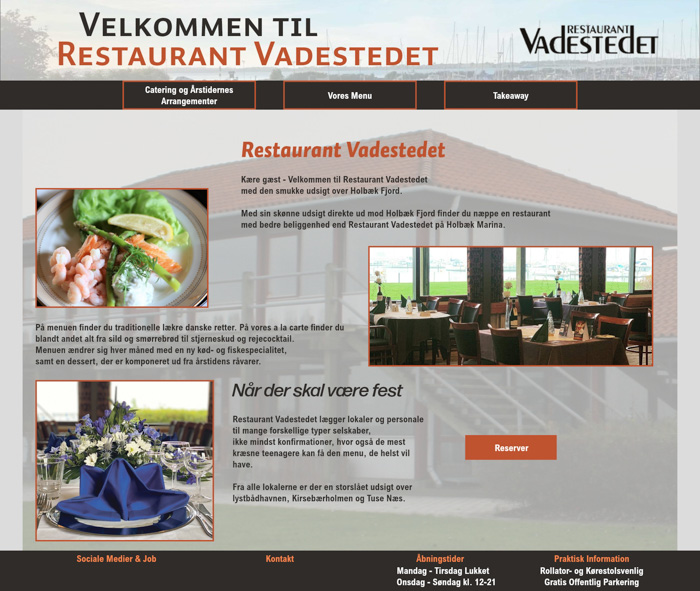 Velkommen til
Restaurant Vadestedet
RESTAURANT
VADESTEDET
Catering og Årstidernes
Arrangementer
Vores Menu
Takeaway
Restaurant Vadestedet
Kære gæst - Velkommen til Restaurant Vadestedet
med den smukke udsigt over Holbæk Fjord.
Med sin skønne udsigt direkte ud mod Holbæk Fjord finder du næppe en restaurant
med bedre beliggenhed end Restaurant Vadestedet på Holbæk Marina.
På menuen finder du traditionelle lækre danske retter. På vores a la carte finder du
blandt andet alt fra sild og smørrebrød til stjerneskud og rejecocktail.
Menuen ændrer sig hver måned med en ny kød- og fiskespecialitet,
samt en dessert, der er komponeret ud fra årstidens råvarer.
Når der skal være fest
Restaurant Vadestedet lægger lokaler og personale
til mange forskellige typer selskaber,
ikke mindst konfirmationer, hvor også de mest
kræsne teenagere kan få den menu, de helst vil
have.
Fra alle lokalerne er der en storslået udsigt over
lystbådhavnen, Kirsebærholmen og Tuse Næs.
Reserver
Sociale Medier & Job
Kontakt
Åbningstider
Mandag - Tirsdag Lukket
Onsdag - Søndag kl. 12-21
Praktisk Information
Rollator- og Kørestolsvenlig
Gratis Offentlig Parkering